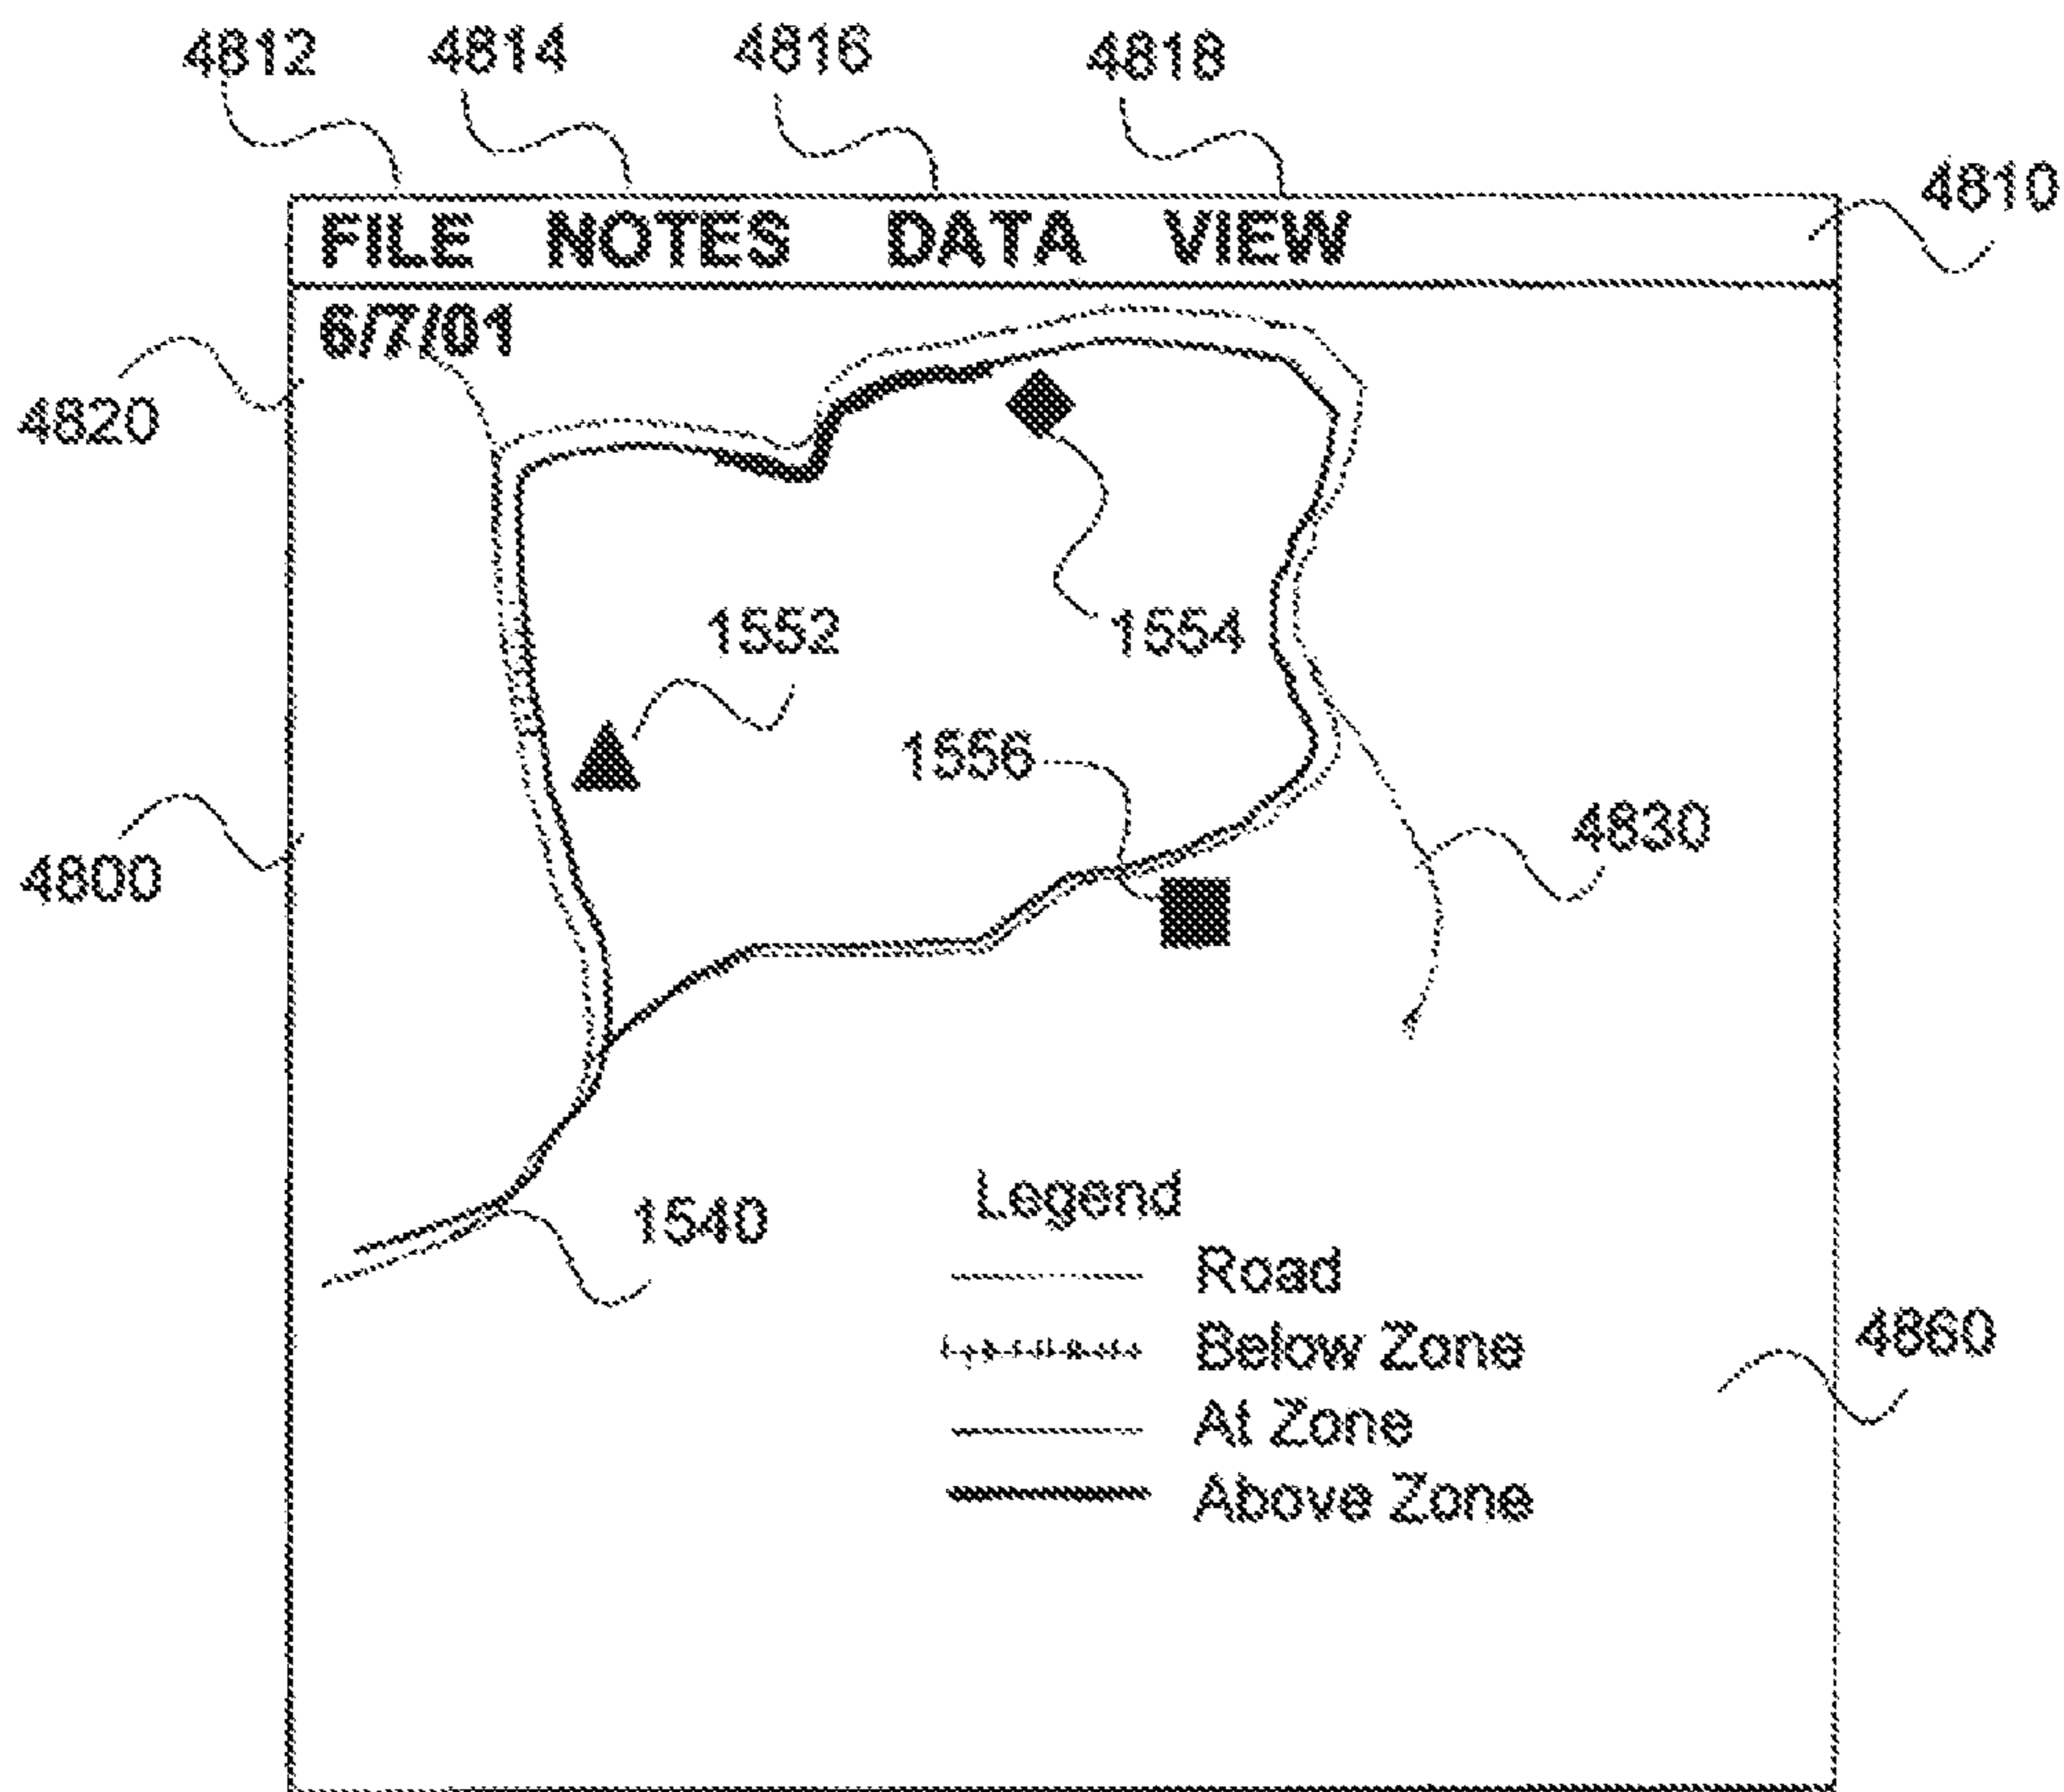 4812 4814 4816 4818
4810
FILE NOTES DATA VIEW
6/7/01
4820
1552
1554
1556
4830
4800
1540
Legend
Road
Below Zone
At Zone
Above Zone
4860